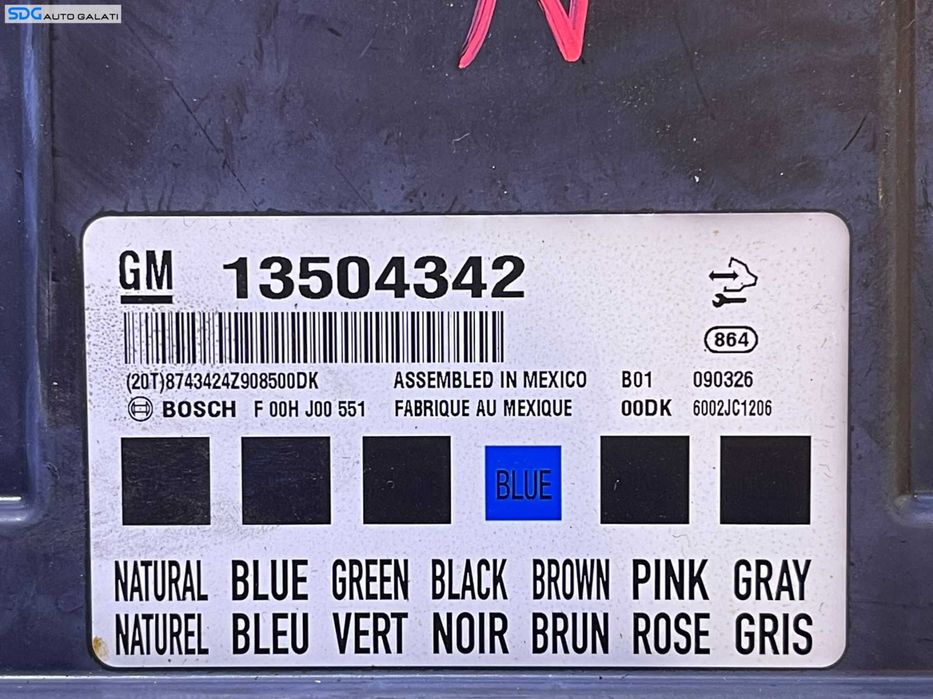 SDG AUTO GALATI
N
GM 13504342
864
(20T)8743424Z908500DK ASSEMBLED IN MEXICO B01 090326
BOSCH F 00H J00 551 FABRIQUE AU MEXIQUE 00DK 6002JC1206
BLUE
NATURAL BLUE GREEN BLACK BROWN PINK GRAY
NATUREL BLEU VERT NOIR BRUN ROSE GRIS